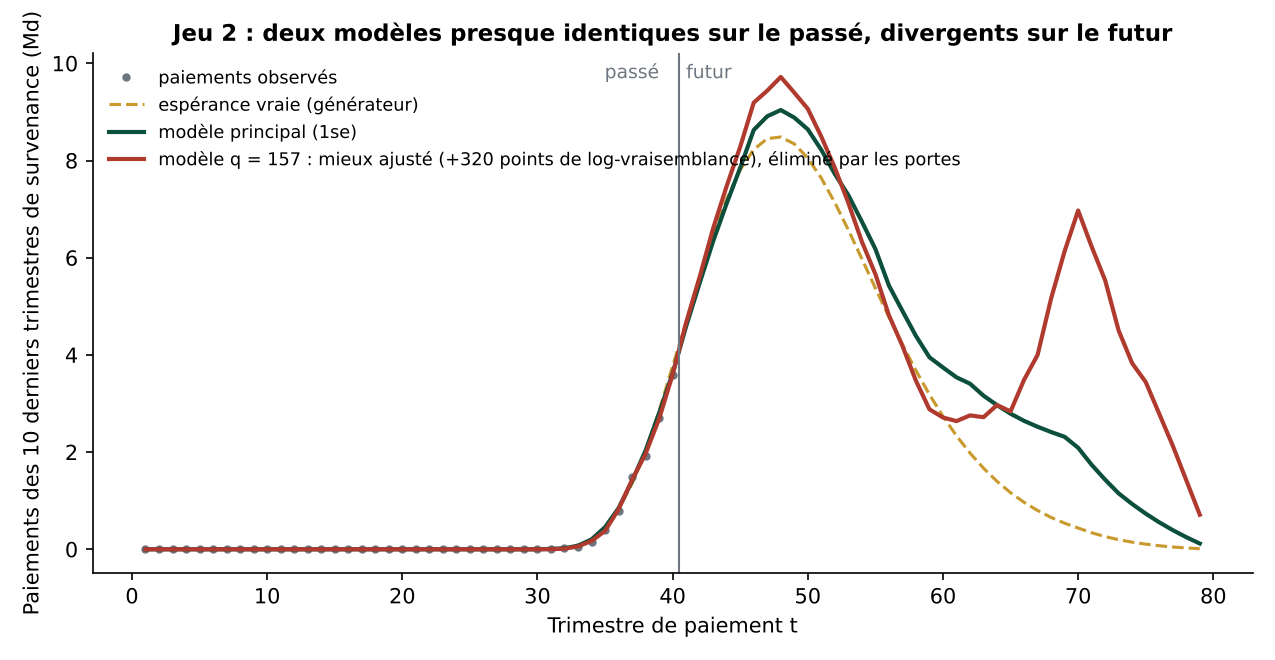 Jeu 2 : deux modèles presque identiques sur le passé, divergents sur le futur
Paiements des 10 derniers trimestres de survenance (Md)
10
8
6
4
2
0
passé
futur
paiements observés
espérance vraie (générateur)
modèle principal (1se)
modèle q = 157 : mieux ajusté (+320 points de log-vraisemblance), éliminé par les portes
0 10 20 30 40 50 60 70 80
Trimestre de paiement t